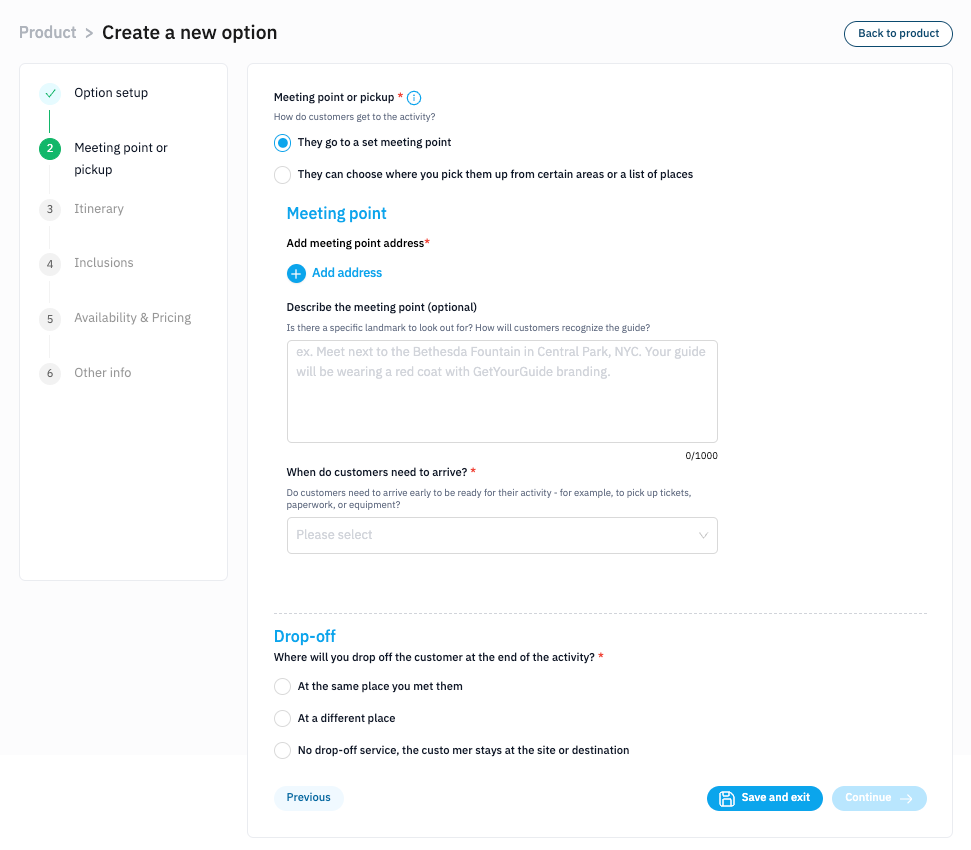 Product > Create a new option
Back to product
Option setup
2
Meeting point or
pickup
3
Itinerary
4
Inclusions
5
Availability & Pricing
6
Other info
Meeting point or pickup *
How do customers get to the activity?
They go to a set meeting point
They can choose where you pick them up from certain areas or a list of places
Meeting point
Add meeting point address*
Add address
Describe the meeting point (optional)
Is there a specific landmark to look out for? How will customers recognize the guide?
ex. Meet next to the Bethesda Fountain in Central Park, NYC. Your guide
will be wearing a red coat with GetYourGuide branding.
0/1000
When do customers need to arrive? *
Do customers need to arrive early to be ready for their activity - for example, to pick up tickets,
paperwork, or equipment?
Please select
Drop-off
Where will you drop off the customer at the end of the activity? *
At the same place you met them
At a different place
No drop-off service, the custo mer stays at the site or destination
Previous
Save and exit
Continue